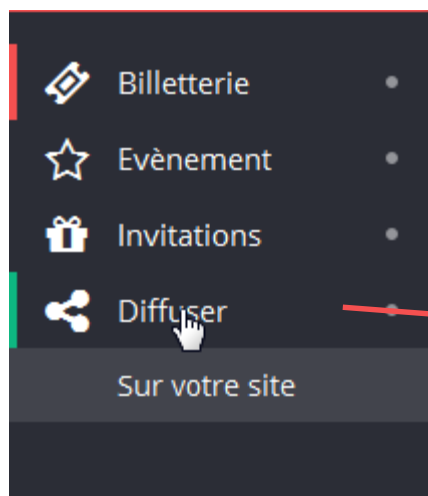 Billetterie
Evènement
Invitations
Diffuser
Sur votre site